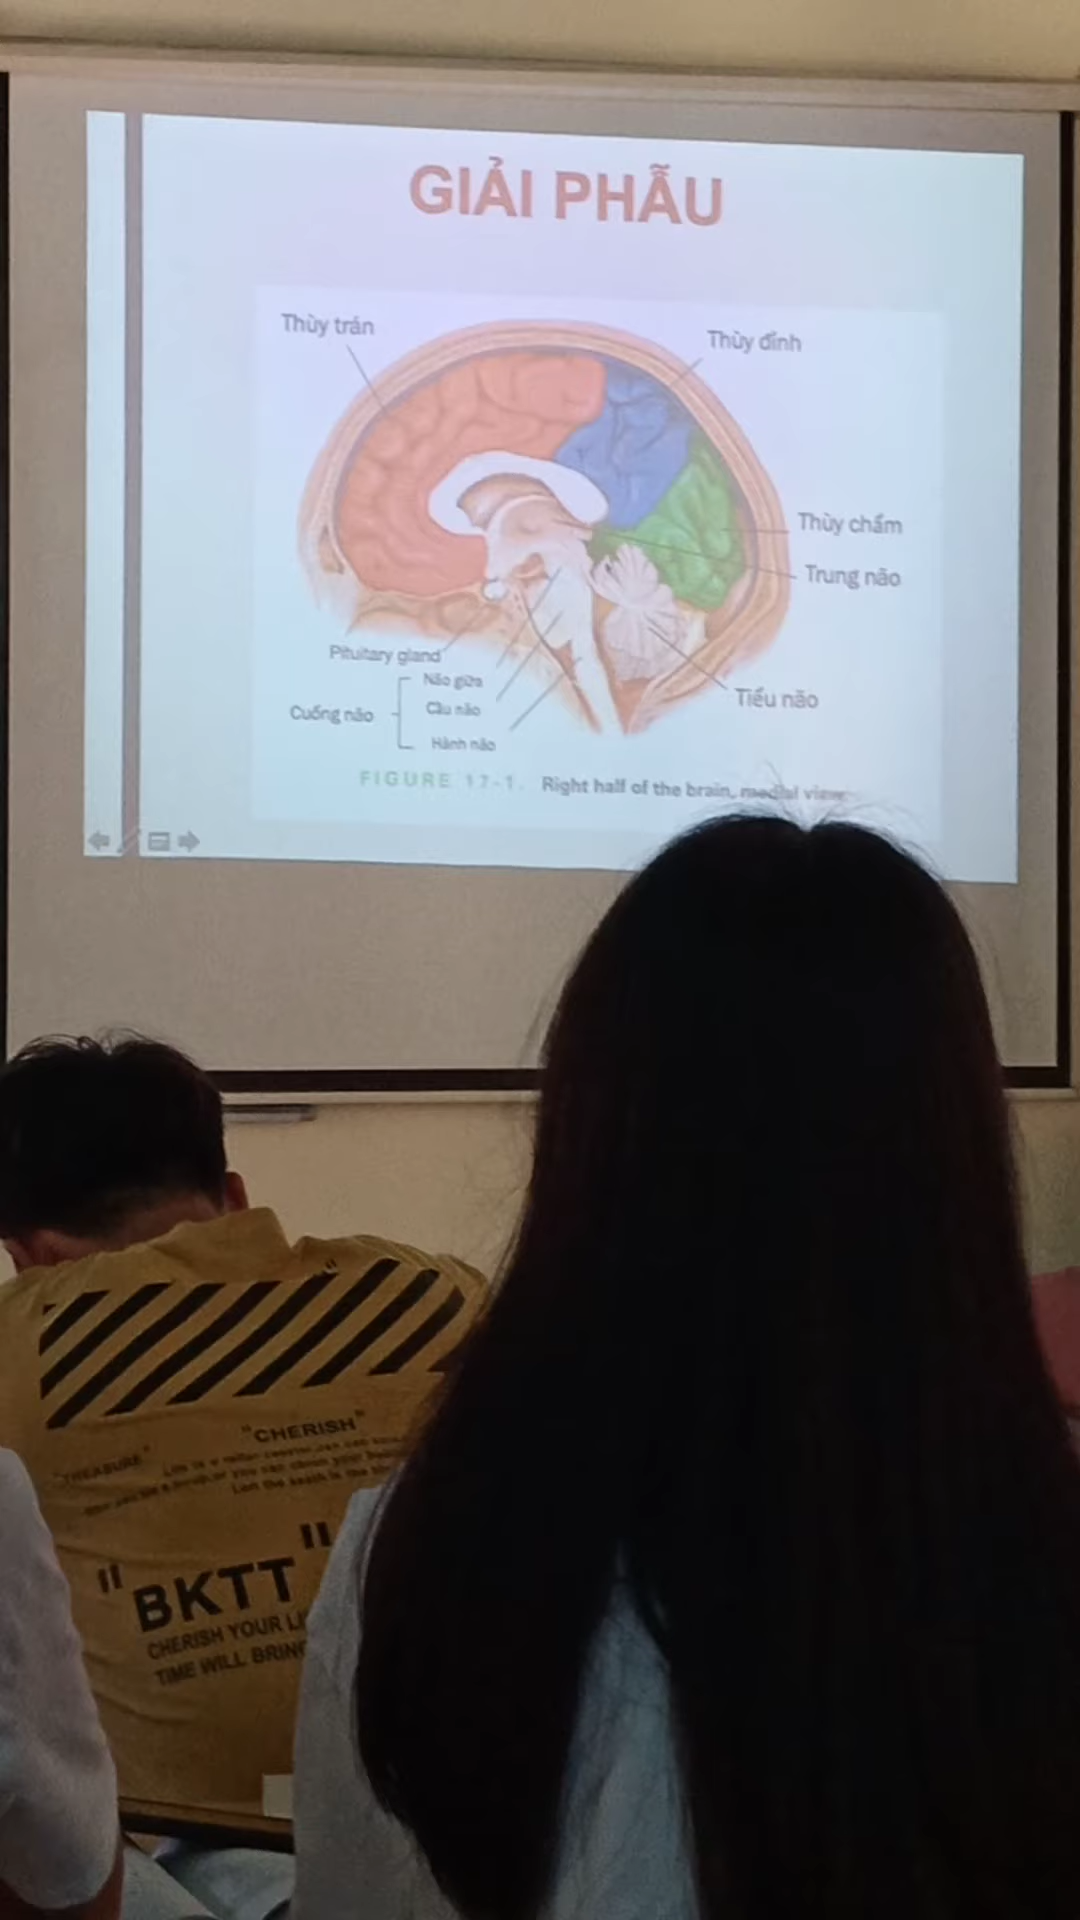 GIẢI PHẪU
Thùy trán
Thùy đỉnh
Thùy chẩm
Trung não
Pituitary gland
Não giữa
Cuống não
Cầu não
Hành não
Tiểu não
FIGURE 17-1. Right half of the brain, medial view
"CHERISH"
"TREASURE"
"BKTT"
CHERISH YOUR
TIME WILL BRING